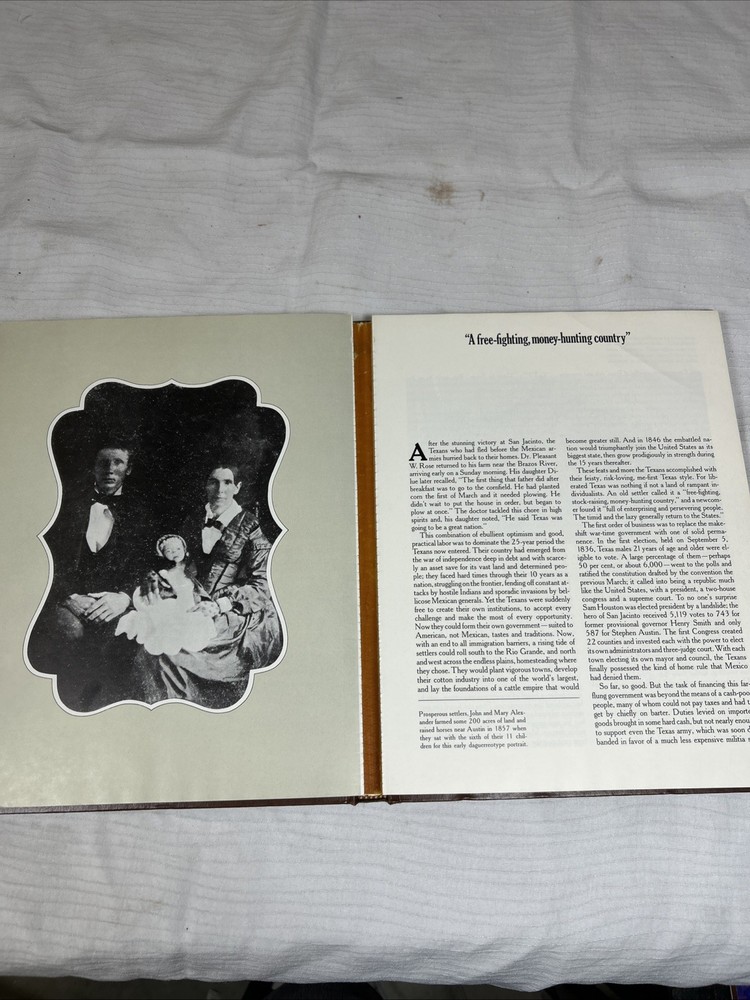 "A free-fighting, money-hunting country"
After the stunning victory at San Jacinto, the
Texans who had fled before the Mexican ar-
mies hurried back to their homes. Dr. Pleasant
W. Rose returned to his farm near the Brazos River,
arriving early on a Sunday morning. His daughter Di-
lue later recalled, "The first thing that father did after
breakfast was to go to the cornfield. He had planted
corn the first of March and it needed plowing. He
didn't wait to put the house in order, but began to
plow at once." The doctor tackled this chore in high
spirits and, his daughter noted, "He said Texas was
going to be a great nation."
This combination of ebullient optimism and good,
practical labor was to dominate the 25-year period the
Texans now entered. Their country had emerged from
the war of independence deep in debt and with scarce-
ly an asset save for its vast land and determined peo-
ple; they faced hard times through their 10 years as a
nation, struggling on the frontier, fending off constant at-
tacks by hostile Indians and sporadic invasions by bel-
licose Mexican generals. Yet the Texans were suddenly
free to create their own institutions, to accept every
challenge and make the most of every opportunity.
Now they could form their own government—suited to
American, not Mexican, tastes and traditions. Now,
with an end to all immigration barriers, a rising tide of
settlers could roll south to the Rio Grande, and north
and west across the endless plains, homesteading where
they chose. They would plant vigorous towns, develop
their cotton industry into one of the world's largest,
and lay the foundations of a cattle empire that would
Prosperous settlers, John and Mary Alex-
ander farmed some 200 acres of land and
raised horses near Austin in 1857 when
they sat with the sixth of their 11 chil-
dren for this early daguerreotype portrait.
become greater still. And in 1846 the embattled na-
tion would triumphantly join the United States as its
biggest state, then grow prodigiously in strength during
the 15 years thereafter.
These feats and more the Texans accomplished with
their feisty, risk-loving, me-first Texas style. For lib-
erated Texas was nothing if not a land of rampant in-
dividualists. An old settler called it a "free-fighting,
stock-raising, money-hunting country," and a newcom-
er found it "full of enterprising and persevering people.
The timid and the lazy generally return to the States."
The first order of business was to replace the make-
shift war-time government with one of solid perma-
nence. In the first election, held on September 5,
1836, Texas males 21 years of age and older were el-
igible to vote. A large percentage of them—perhaps
50 per cent, or about 6,000—went to the polls and
ratified the constitution drafted by the convention the
previous March; it called into being a republic much
like the United States, with a president, a two-house
congress and a supreme court. To no one's surprise
Sam Houston was elected president by a landslide; the
hero of San Jacinto received 5,119 votes to 743 for
former provisional governor Henry Smith and only
587 for Stephen Austin. The first Congress created
22 counties and invested each with the power to elect
its own administrators and three-judge court. With each
town electing its own mayor and council, the Texans
finally possessed the kind of home rule that Mexico
had denied them.
So far, so good. But the task of financing this far-
flung government was beyond the means of a cash-poor
people, many of whom could not pay taxes and had t
get by chiefly on barter. Duties levied on importe
goods brought in some hard cash, but not nearly enou
to support even the Texas army, which was soon d
banded in favor of a much less expensive militia s